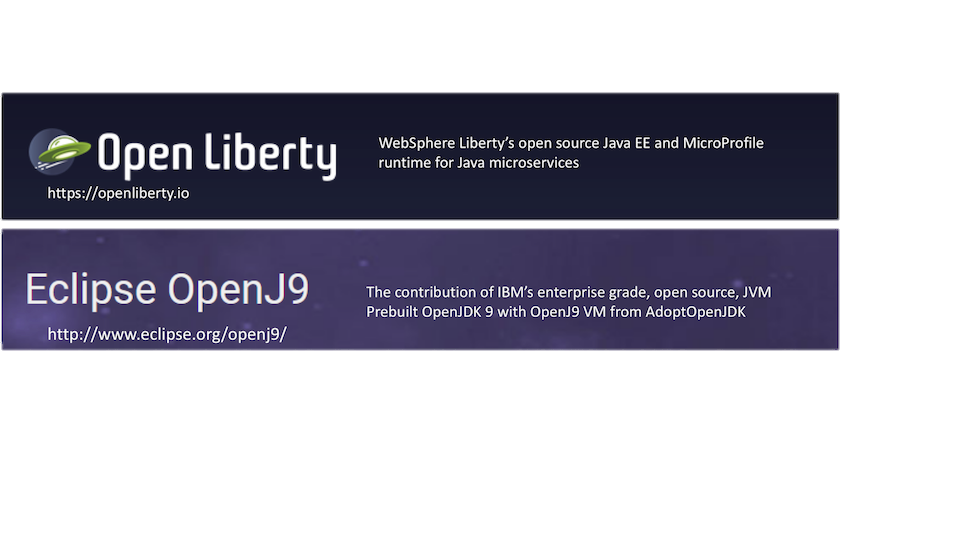 Open Liberty
https://openliberty.io
WebSphere Liberty’s open source Java EE and MicroProfile
runtime for Java microservices
Eclipse OpenJ9
http://www.eclipse.org/openj9/
The contribution of IBM’s enterprise grade, open source, JVM
Prebuilt OpenJDK 9 with OpenJ9 VM from AdoptOpenJDK